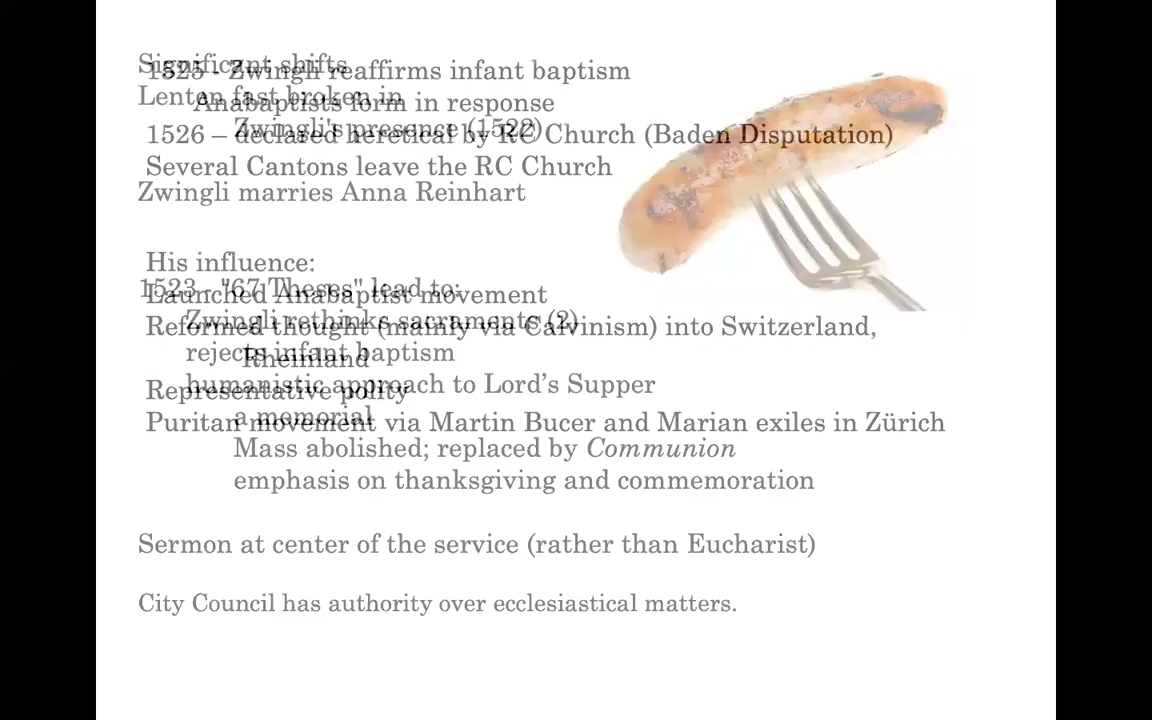 Significant shifts
1525 - Zwingli reaffirms infant baptism
Lenten fast broken in
Anabaptists form in response
Zwingli's presence (1522)
1526 – declared heretical by RC Church (Baden Disputation)
Several Cantons leave the RC Church
Zwingli marries Anna Reinhart
His influence:
1523 - "67 Theses" lead to:
Launched Anabaptist movement
Zwingli rethinks sacraments (2)
Reformed thought (mainly via Calvinism) into Switzerland,
rejects infant baptism
Rheinland
humanistic approach to Lord’s Supper
Representative polity
a memorial
Puritan movement via Martin Bucer and Marian exiles in Zürich
Mass abolished; replaced by Communion
emphasis on thanksgiving and commemoration
Sermon at center of the service (rather than Eucharist)
City Council has authority over ecclesiastical matters.